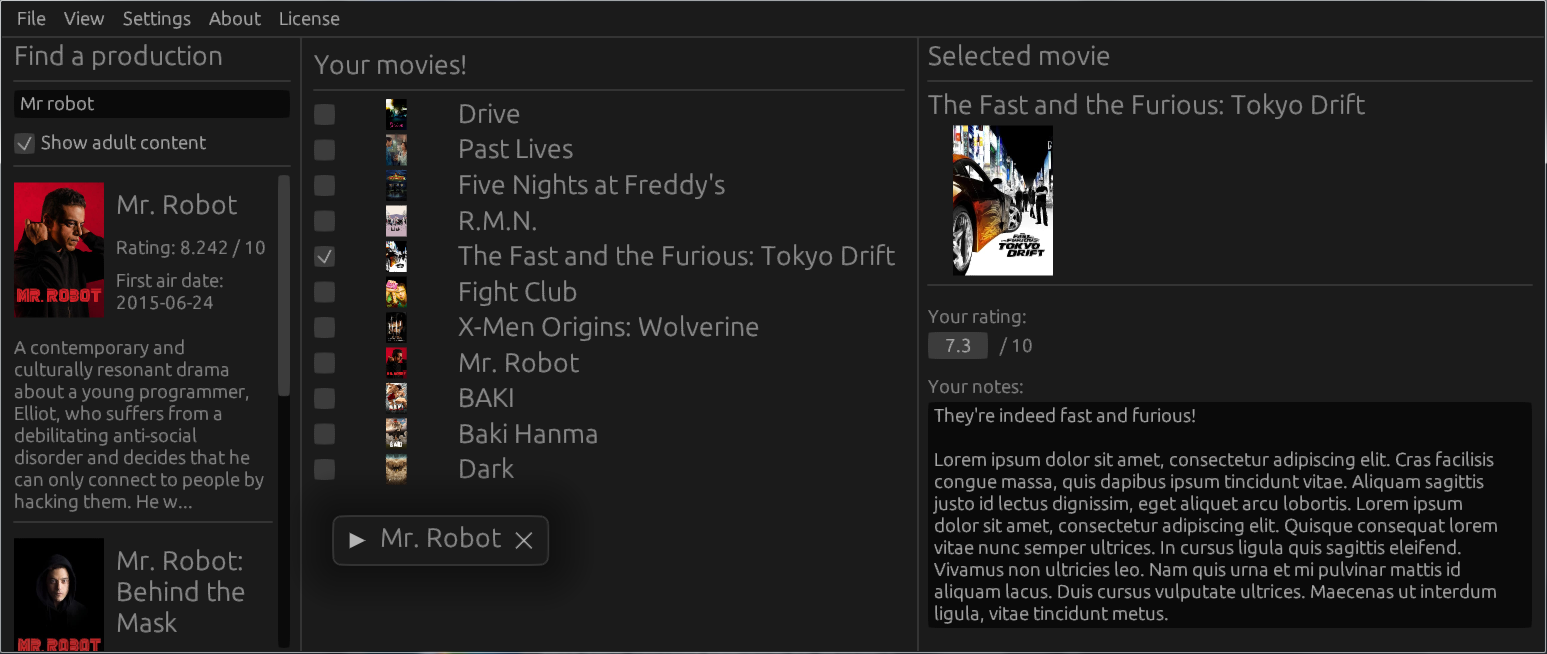 File View Settings About License
Find a production
Mr robot
Show adult content
Mr. Robot
Rating: 8.242 / 10
First air date:
2015-06-24
MR. ROBOT
A contemporary and
culturally resonant drama
about a young programmer,
Elliot, who suffers from a
debilitating anti-social
disorder and decides that he
can only connect to people by
hacking them. He w...
Mr. Robot:
Behind the
Mask
MR. ROBOT
Your movies!
Drive
Past Lives
Five Nights at Freddy's
R.M.N.
The Fast and the Furious: Tokyo Drift
Fight Club
X-Men Origins: Wolverine
Mr. Robot
BAKI
Baki Hanma
Dark
Mr. Robot
Selected movie
The Fast and the Furious: Tokyo Drift
TOKYO
DRIFT
Your rating:
7.3 / 10
Your notes:
They're indeed fast and furious!
Lorem ipsum dolor sit amet, consectetur adipiscing elit. Cras facilisis
congue massa, quis dapibus ipsum tincidunt vitae. Aliquam sagittis
justo id lectus dignissim, eget aliquet arcu lobortis. Lorem ipsum
dolor sit amet, consectetur adipiscing elit. Quisque consequat lorem
vitae nunc semper ultrices. In cursus ligula quis sagittis eleifend.
Vivamus non ultricies leo. Nam quis urna et mi pulvinar mattis id
aliquam lacus. Duis cursus vulputate ultrices. Maecenas ut interdum
ligula, vitae tincidunt metus.